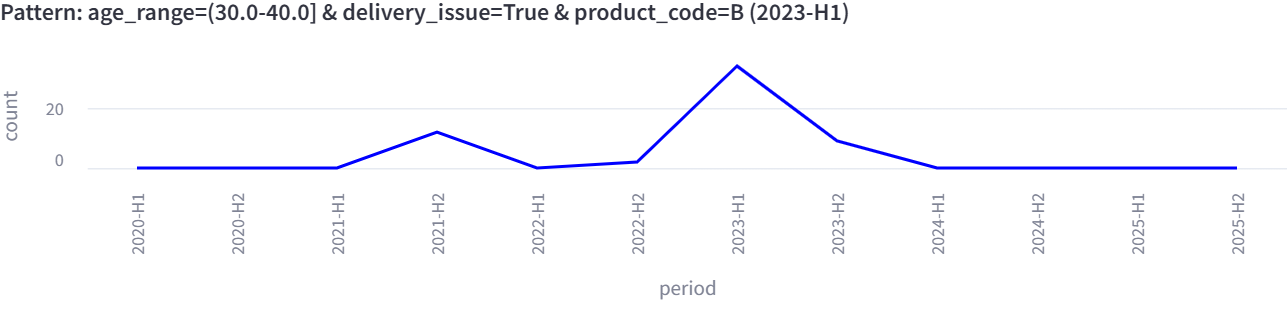 Pattern: age_range=(30.0-40.0] & delivery_issue=True & product_code=B (2023-H1)
count
20
0
2020-H1
2020-H2
2021-H1
2021-H2
2022-H1
2022-H2
2023-H1
2023-H2
2024-H1
2024-H2
2025-H1
2025-H2
period